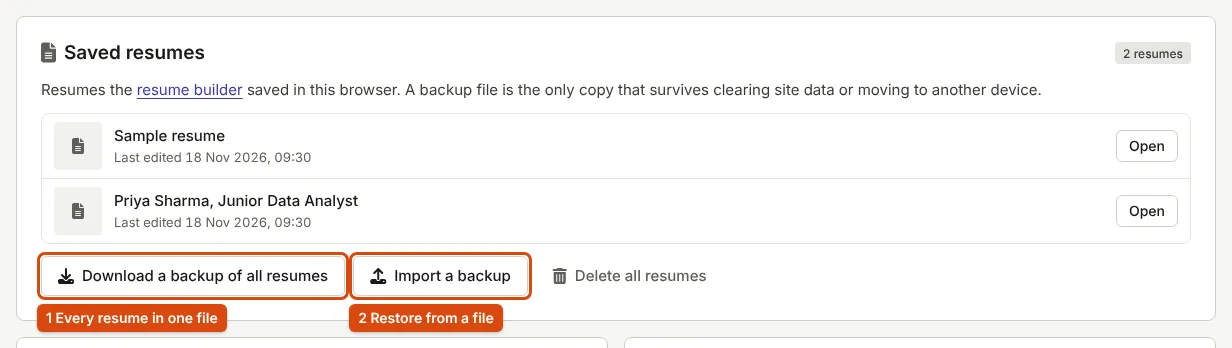 Saved resumes
2 resumes
Resumes the resume builder saved in this browser. A backup file is the only copy that survives clearing site data or moving to another device.
Sample resume
Last edited 18 Nov 2026, 09:30
Open
Priya Sharma, Junior Data Analyst
Last edited 18 Nov 2026, 09:30
Open
Download a backup of all resumes
Import a backup
Delete all resumes
1 Every resume in one file
2 Restore from a file